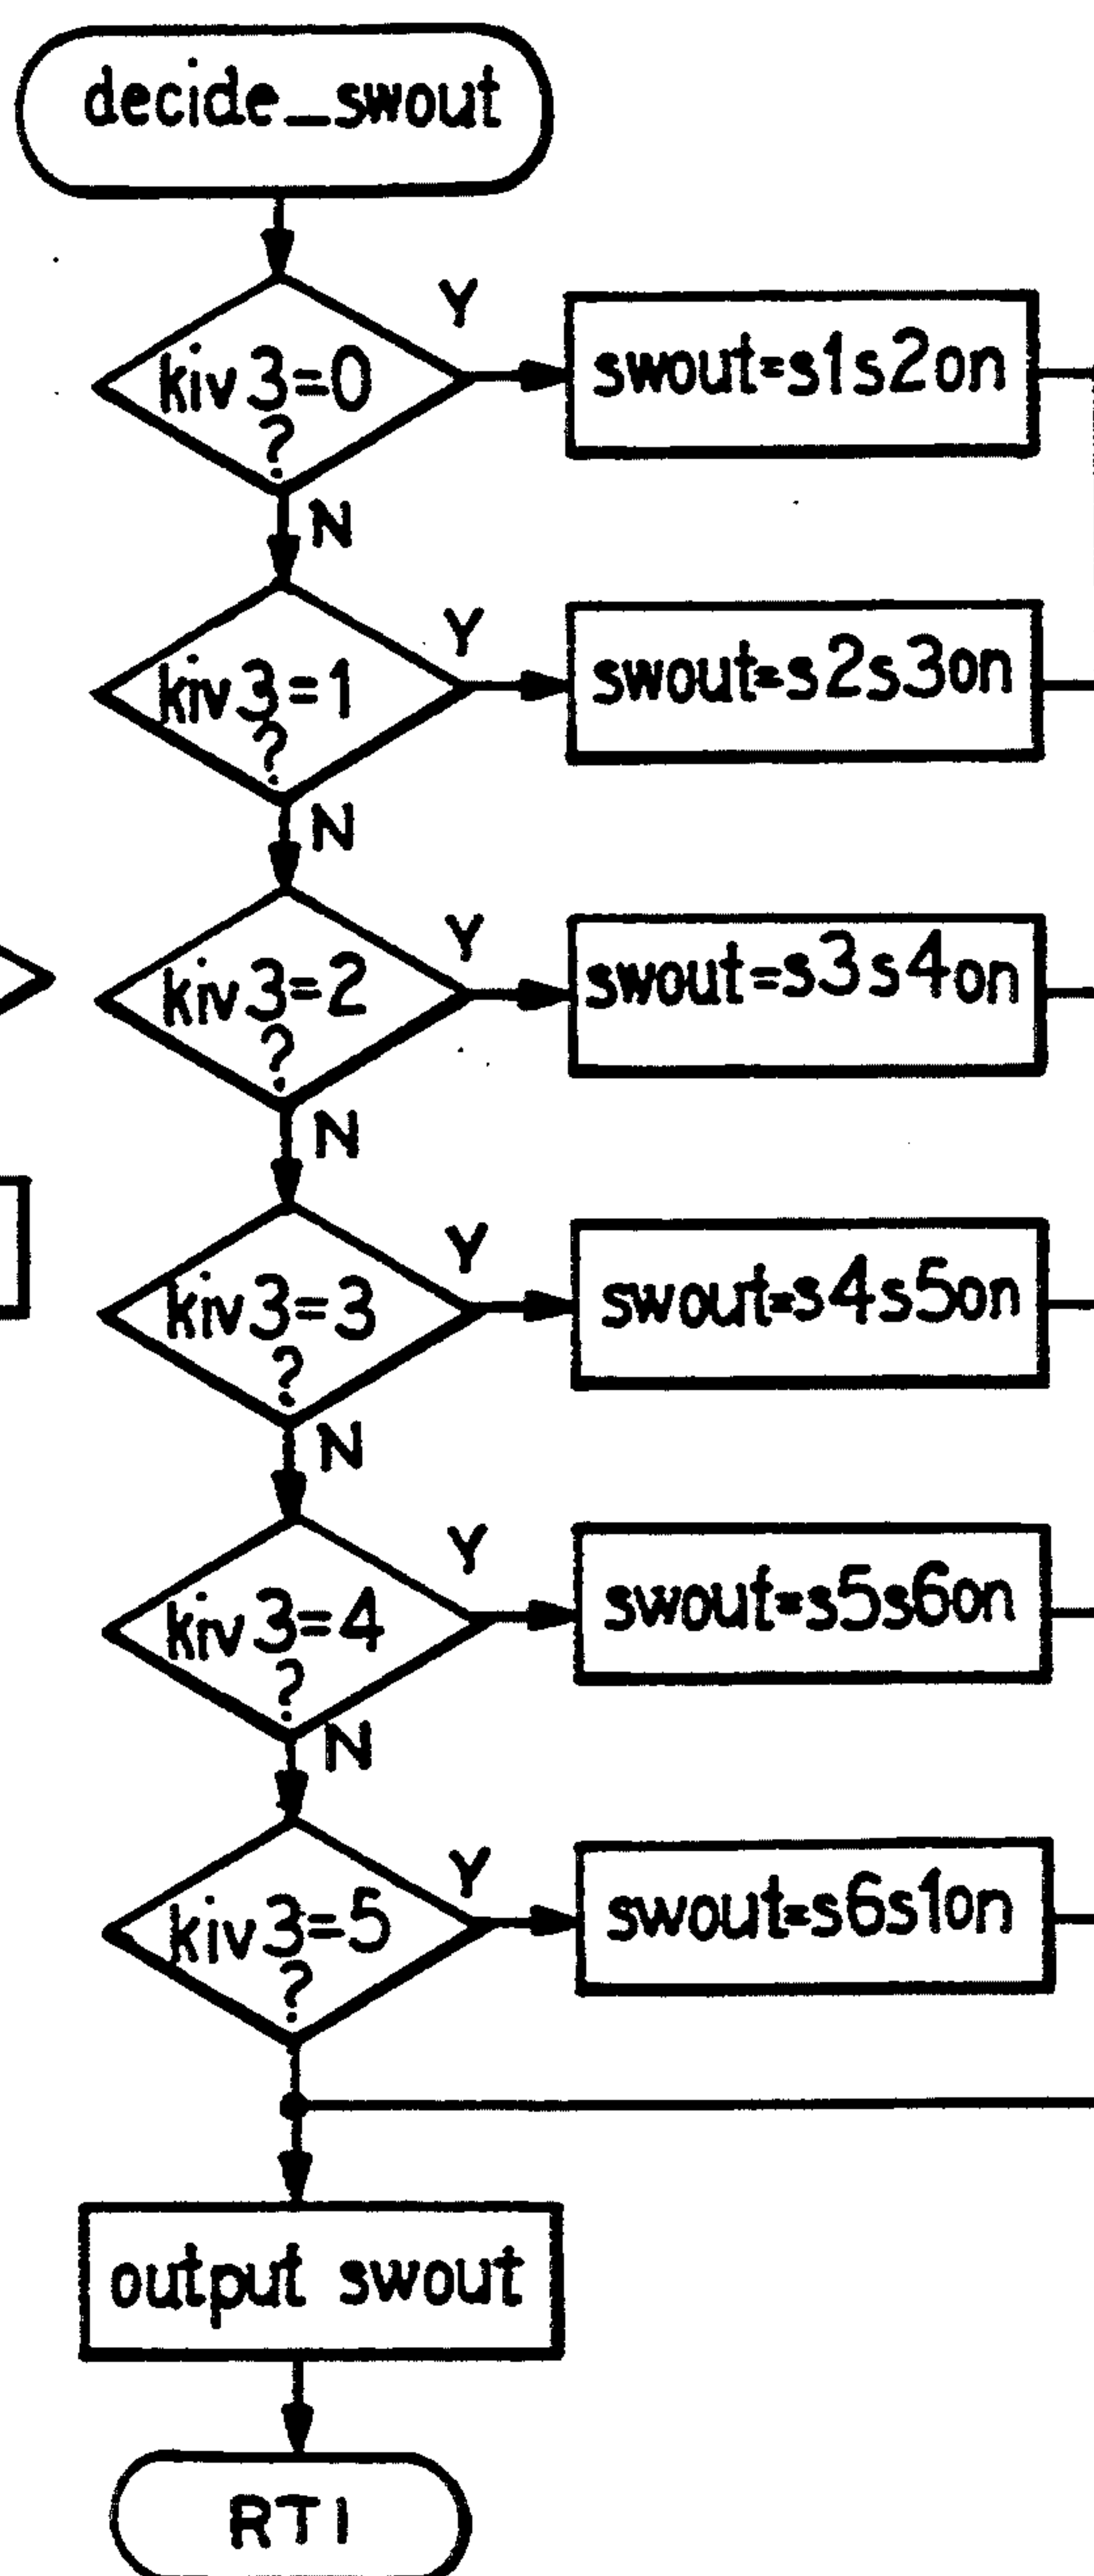 decide_swout
kiv3=0
?
Y
swout=s1s2on
N
kiv3=1
?
Y
swout=s2s3on
N
kiv3=2
?
Y
swout=s3s4on
N
kiv3=3
?
Y
swout=s4s5on
N
kiv3=4
?
Y
swout=s5s6on
N
kiv3=5
?
Y
swout=s6s1on
output swout
RTI